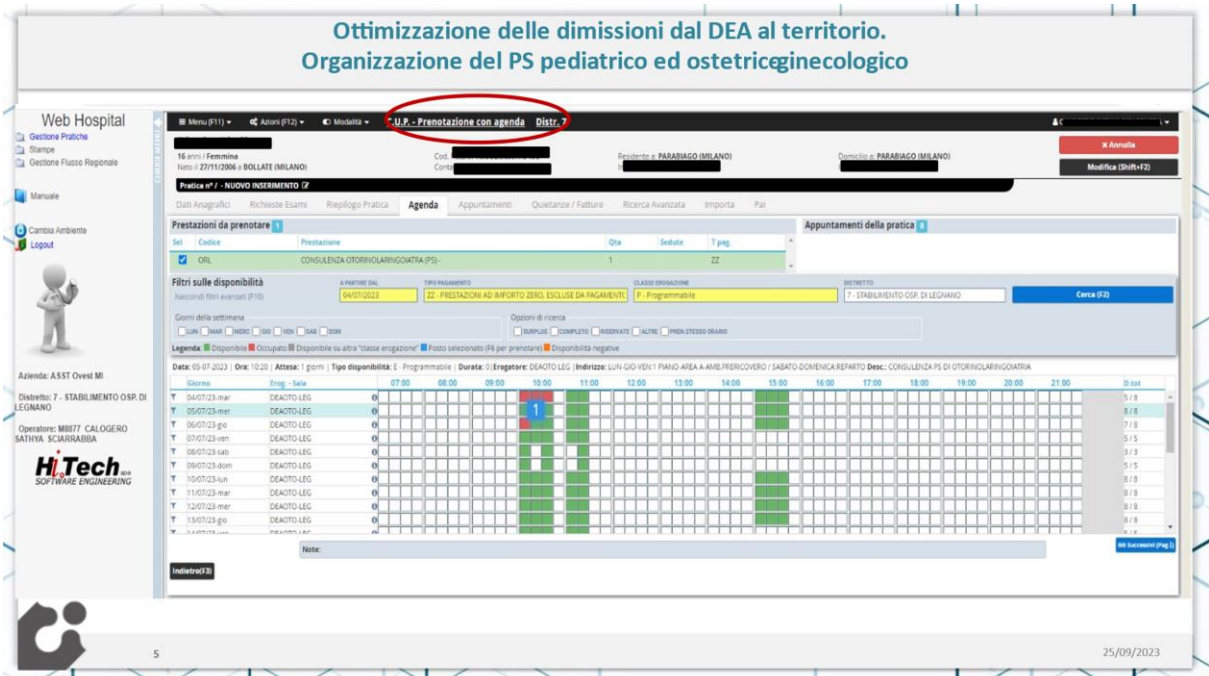 Ottimizzazione delle dimissioni dal DEA al territorio.
Organizzazione del PS pediatrico ed ostetricoginecologico
Web Hospital
Gestione Pratiche
Stampe
Gestione Flusso Regionale
Manuale
Cambia Ambiente
Logout
Azienda: ASST Ovest MI
Distretto: 7 - STABILIMENTO OSP. DI LEGNANO
Operatore: M8877 CALOGERO SATHYA SCIARRABBA
Hi.Tech spa
SOFTWARE ENGINEERING
CHIUDI MENU
Menu (F11) Azioni (F12) Modalità C.U.P. - Prenotazione con agenda Distr. 7
16 anni / Femmina Cod. Residente a: PARABIAGO (MILANO) Domicilio a: PARABIAGO (MILANO)
Nato il 27/11/2006 a BOLLATE (MILANO)
Annulla
Modifica (Shift+F2)
Pratica n° / - NUOVO INSERIMENTO
Dati Anagrafici Richieste Esami Riepilogo Pratica Agenda Appuntamenti Quietanze / Fatture Ricerca Avanzata Importa Pai
Prestazioni da prenotare 1 Appuntamenti della pratica
Sel Codice Prestazione Qta Sedute T pag.
ORL CONSULENZA OTORINOLARINGOIATRA (PS) - 1 ZZ
Filtri sulle disponibilità
Nascondi filtri avanzati (F10)
A PARTIRE DAL TIPO PAGAMENTO CLASSE EROGAZIONE DISTRETTO
04/07/2023 ZZ - PRESTAZIONI AD IMPORTO ZERO, ESCLUSE DA PAGAMENTO P - Programmabile 7 - STABILIMENTO OSP. DI LEGNANO Cerca (F2)
Giorni della settimana Opzioni di ricerca
LUN MAR MERC GIO VEN SAB DOM SURPLUS COMPLETO RISERVATE ALTRE PREN.STESSO ORARIO
Legenda: Disponibile Occupato Disponibile su altra "classe erogazione" Posto selezionato (F6 per prenotare) Disponibilità negative
Data: 05-07-2023 | Ora: 10:20 | Attesa: 1 giorni | Tipo disponibilità: E - Programmabile | Durata: 0 | Erogatore: DEAOTO-LEG | Indirizzo: LUN-GIO-VEN:1 PIANO-AREA A-AMB.PRERICOVERO / SABATO-DOMENICA:REPARTO Desc.: CONSULENZA PS DI OTORINOLARINGOIATRIA
Giorno Erog. - Sala 07:00 08:00 09:00 10:00 11:00 12:00 13:00 14:00 15:00 16:00 17:00 18:00 19:00 20:00 21:00 D.tot
04/07/23-mar DEAOTO-LEG 5 / 8
05/07/23-mer DEAOTO-LEG 1 8 / 8
06/07/23-gio DEAOTO-LEG 7 / 8
07/07/23-ven DEAOTO-LEG 5 / 5
08/07/23-sab DEAOTO-LEG 3 / 3
09/07/23-dom DEAOTO-LEG 5 / 5
10/07/23-lun DEAOTO-LEG 8 / 8
11/07/23-mar DEAOTO-LEG 8 / 8
12/07/23-mer DEAOTO-LEG 8 / 8
13/07/23-gio DEAOTO-LEG 8 / 8
Note:
Successivi (Pag 2)
Indietro(F3)
5
25/09/2023